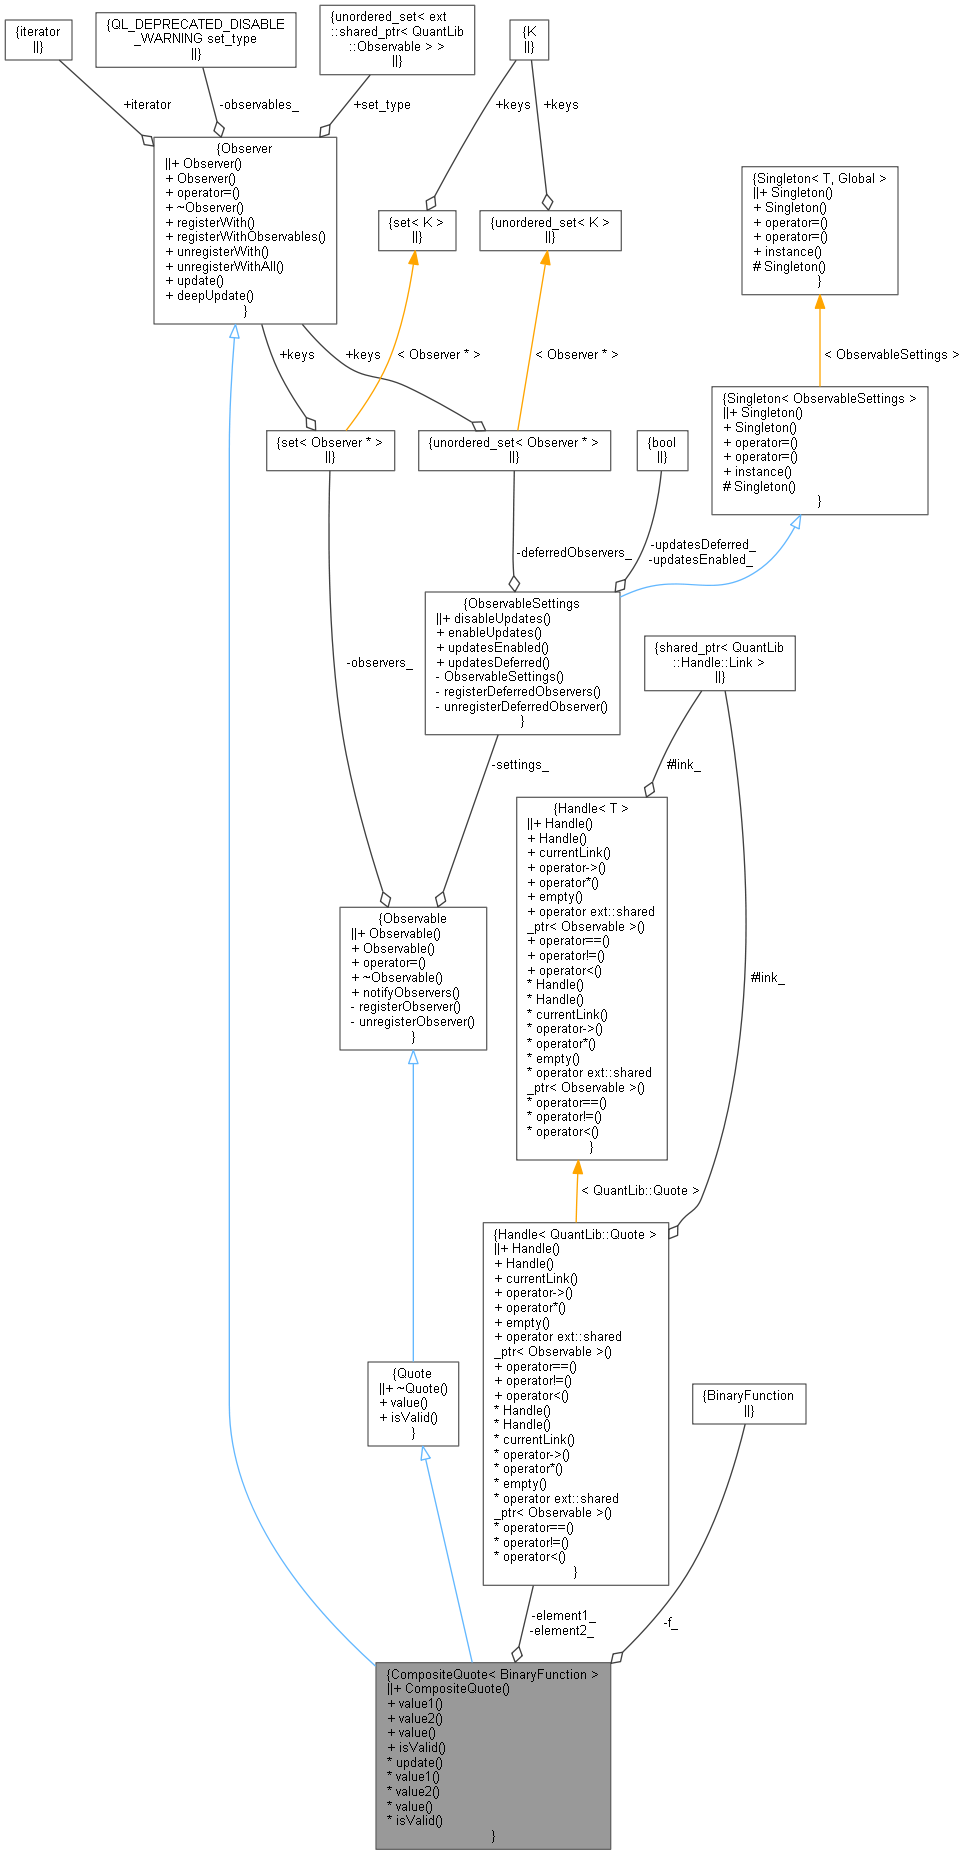 {iterator
||}
{QL_DEPRECATED_DISABLE
_WARNING set_type
||}
{unordered_set< ext
::shared_ptr< QuantLib
::Observable > >
||}
{K
||}
+iterator
-observables_
+set_type
+keys
+keys
{Observer
||+ Observer()
+ Observer()
+ operator=()
+ ~Observer()
+ registerWith()
+ registerWithObservables()
+ unregisterWith()
+ unregisterWithAll()
+ update()
+ deepUpdate()
}
{set< K >
||}
{unordered_set< K >
||}
{Singleton< T, Global >
||+ Singleton()
+ Singleton()
+ operator=()
+ operator=()
+ instance()
# Singleton()
}
+keys
+keys
< Observer * >
< Observer * >
< ObservableSettings >
{set< Observer * >
||}
{unordered_set< Observer * >
||}
{bool
||}
{Singleton< ObservableSettings >
||+ Singleton()
+ Singleton()
+ operator=()
+ operator=()
+ instance()
# Singleton()
}
-deferredObservers_
-updatesDeferred_
-updatesEnabled_
{ObservableSettings
||+ disableUpdates()
+ enableUpdates()
+ updatesEnabled()
+ updatesDeferred()
- ObservableSettings()
- registerDeferredObservers()
- unregisterDeferredObserver()
}
-observers_
{shared_ptr< QuantLib
::Handle::Link >
||}
-settings_
#link_
{Handle< T >
||+ Handle()
+ Handle()
+ currentLink()
+ operator->()
+ operator*()
+ empty()
+ operator ext::shared
_ptr< Observable >()
+ operator==()
+ operator!=()
+ operator<()
* Handle()
* Handle()
* currentLink()
* operator->()
* operator*()
* empty()
* operator ext::shared
_ptr< Observable >()
* operator==()
* operator!=()
* operator<()
}
{Observable
||+ Observable()
+ Observable()
+ operator=()
+ ~Observable()
+ notifyObservers()
- registerObserver()
- unregisterObserver()
}
#link_
< QuantLib::Quote >
{Handle< QuantLib::Quote >
||+ Handle()
+ Handle()
+ currentLink()
+ operator->()
+ operator*()
+ empty()
+ operator ext::shared
_ptr< Observable >()
+ operator==()
+ operator!=()
+ operator<()
* Handle()
* Handle()
* currentLink()
* operator->()
* operator*()
* empty()
* operator ext::shared
_ptr< Observable >()
* operator==()
* operator!=()
* operator<()
}
{Quote
||+ ~Quote()
+ value()
+ isValid()
}
{BinaryFunction
||}
-element1_
-element2_
-f_
{CompositeQuote< BinaryFunction >
||+ CompositeQuote()
+ value1()
+ value2()
+ value()
+ isValid()
* update()
* value1()
* value2()
* value()
* isValid()
}